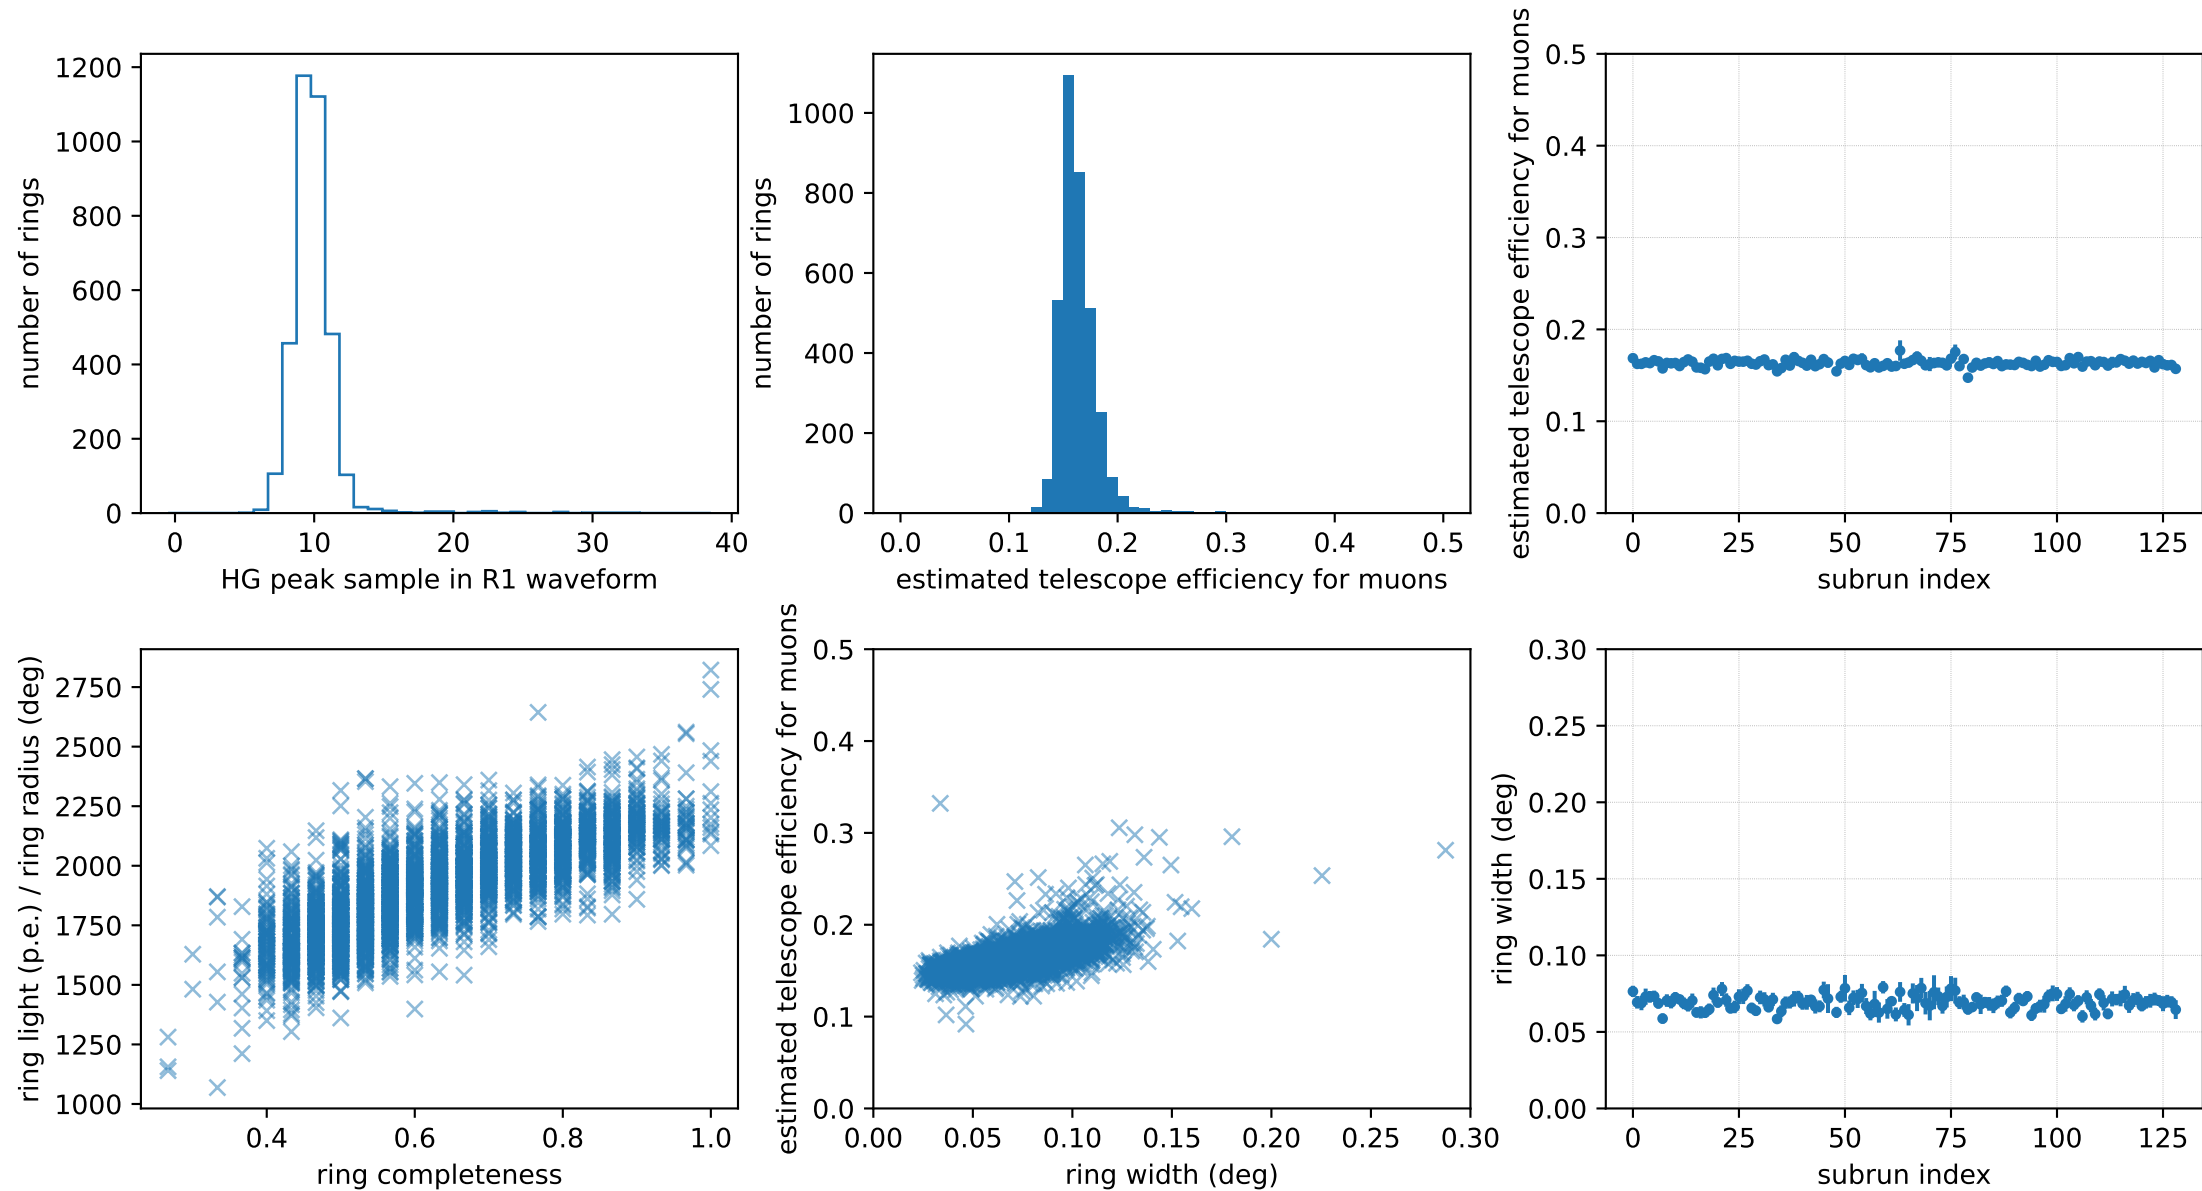 number of rings
1200
1000
800
600
400
200
0
0 10 20 30 40
HG peak sample in R1 waveform
number of rings
1000
800
600
400
200
0
0.0 0.1 0.2 0.3 0.4 0.5
estimated telescope efficiency for muons
estimated telescope efficiency for muons
0.5
0.4
0.3
0.2
0.1
0.0
0 25 50 75 100 125
subrun index
ring light (p.e.) / ring radius (deg)
2750
2500
2250
2000
1750
1500
1250
1000
0.4 0.6 0.8 1.0
ring completeness
estimated telescope efficiency for muons
0.5
0.4
0.3
0.2
0.1
0.0
0.00 0.05 0.10 0.15 0.20 0.25 0.30
ring width (deg)
ring width (deg)
0.30
0.25
0.20
0.15
0.10
0.05
0.00
0 25 50 75 100 125
subrun index